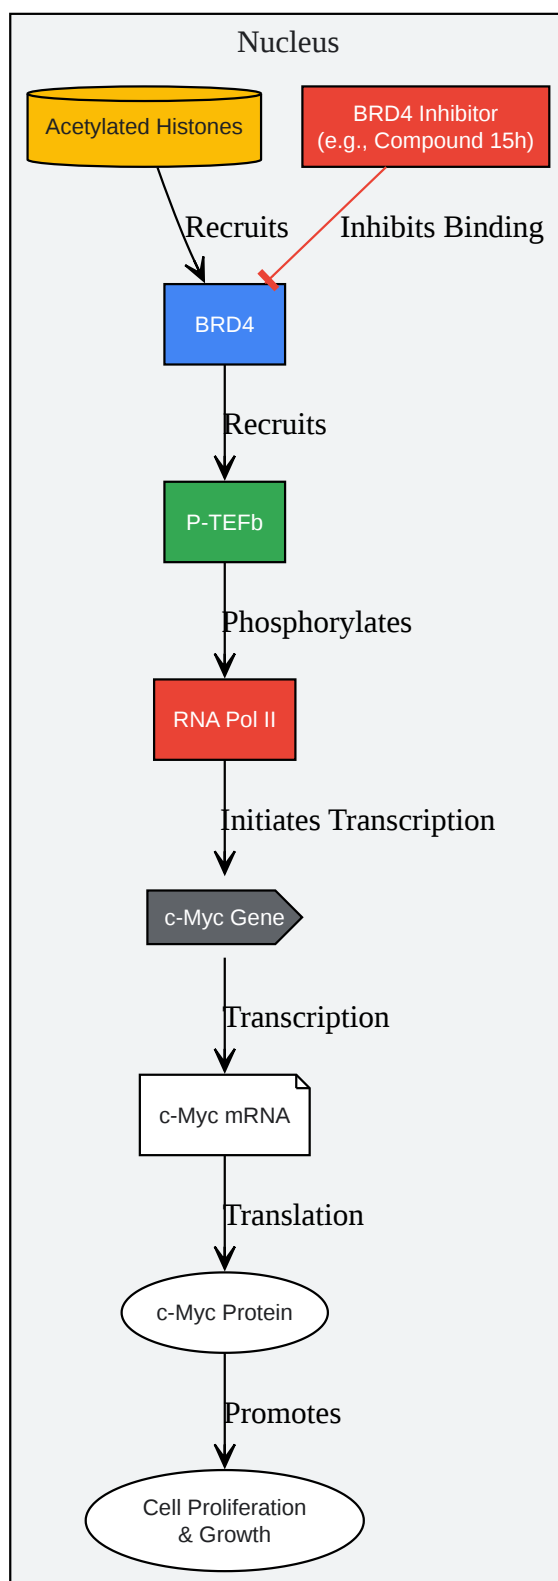 Nucleus
Acetylated Histones
BRD4 Inhibitor
(e.g., Compound 15h)
Recruits
Inhibits Binding
BRD4
Recruits
P-TEFb
Phosphorylates
RNA Pol II
Initiates Transcription
c-Myc Gene
Transcription
c-Myc mRNA
Translation
c-Myc Protein
Promotes
Cell Proliferation
& Growth